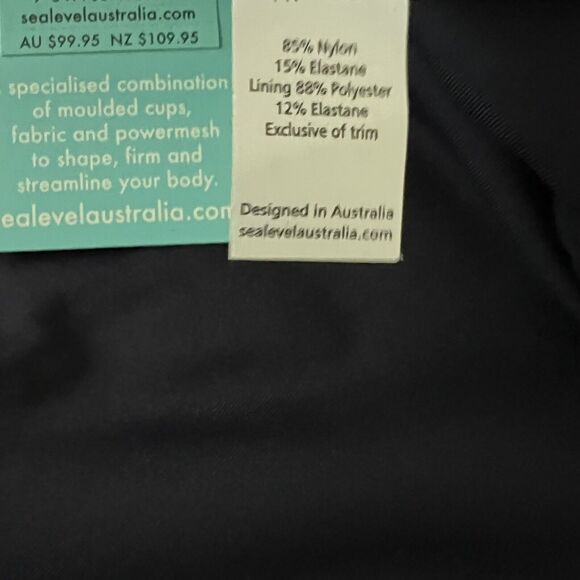 sealevelaustralia.com
AU $99.95 NZ $109.95
specialised combination
of moulded cups,
fabric and powermesh
to shape, firm and
streamline your body.
ealevelaustralia.com
85% Nylon
15% Elastane
Lining 88% Polyester
12% Elastane
Exclusive of trim
Designed in Australia
sealevelaustralia.com